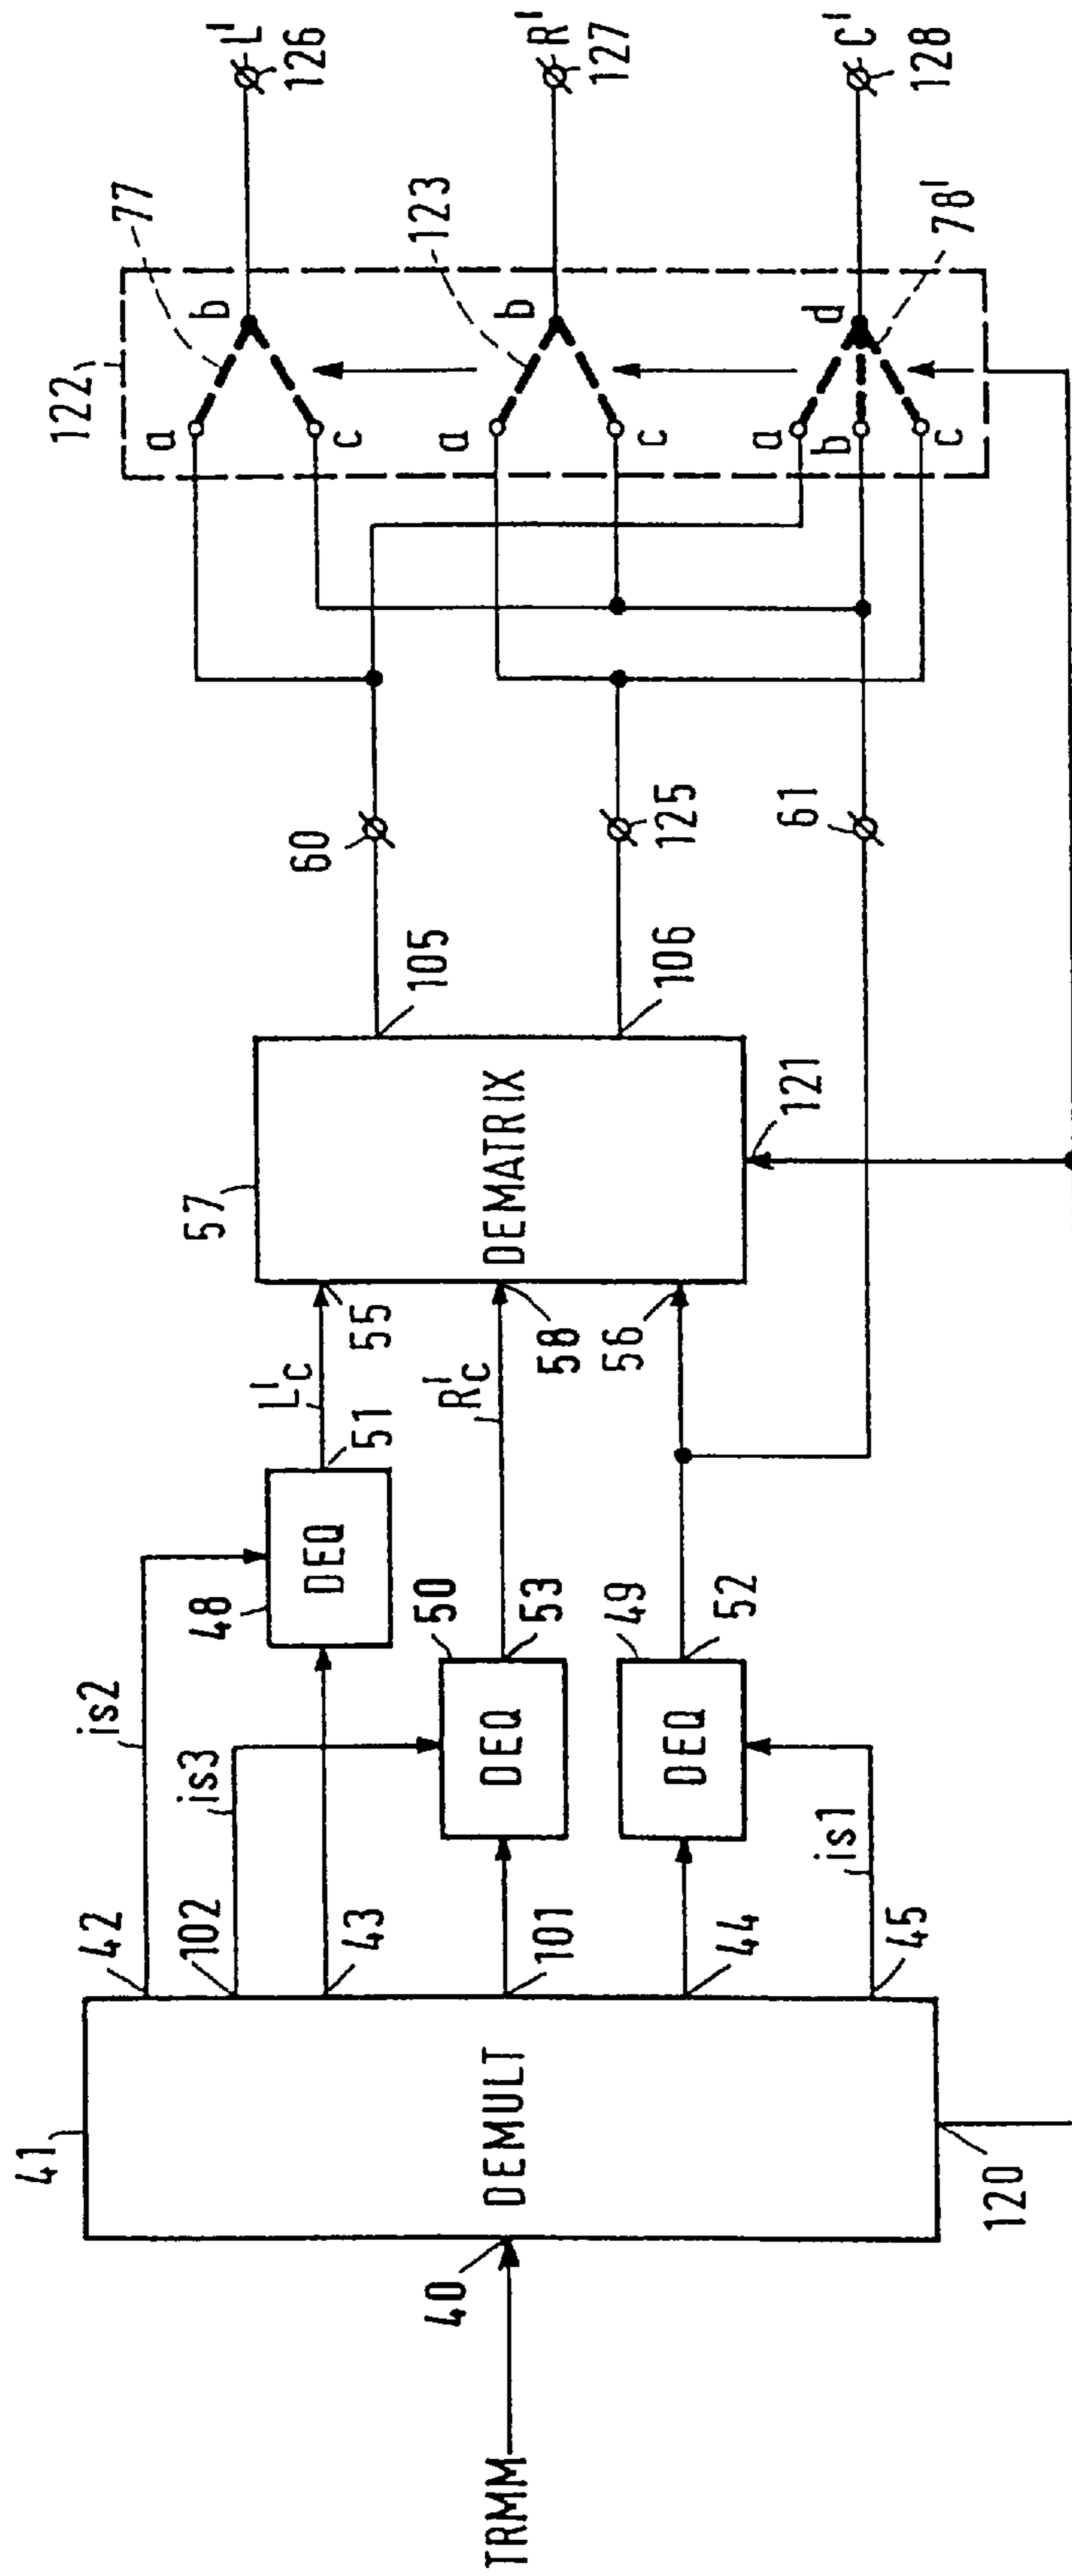 TRMM
40
41
DEMULT
120
42
102
43
101
44
45
is2
is3
is1
48
DEQ
51
50
DEQ
53
49
DEQ
52
L'c
R'c
55
58
56
57
DEMATRIX
105
106
121
60
125
61
122
77
a
b
c
123
a
b
c
a
b
c
d
78'
L'
126
R'
127
C'
128